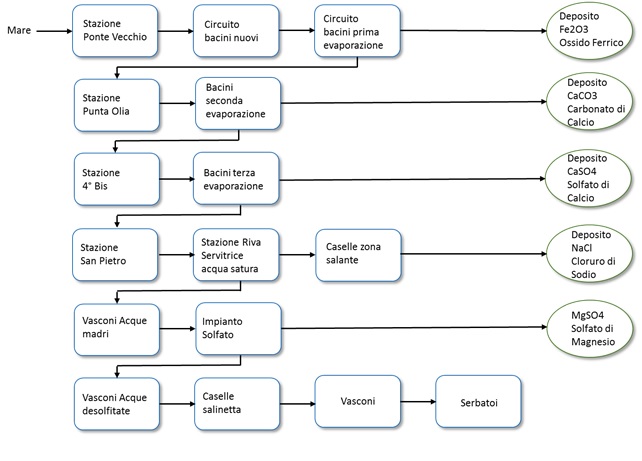 Mare
Stazione
Ponte Vecchio
Circuito
bacini nuovi
Circuito
bacini prima
evaporazione
Deposito
Fe2O3
Ossido Ferrico
Stazione
Punta Olia
Bacini
seconda
evaporazione
Deposito
CaCO3
Carbonato di
Calcio
Stazione
4° Bis
Bacini terza
evaporazione
Deposito
CaSO4
Solfato di
Calcio
Stazione
San Pietro
Stazione Riva
Servitrice
acqua satura
Caselle zona
salante
Deposito
NaCl
Cloruro di
Sodio
Vasconi Acque
madri
Impianto
Solfato
MgSO4
Solfato di
Magnesio
Vasconi Acque
desolfitate
Caselle
salinetta
Vasconi
Serbatoi